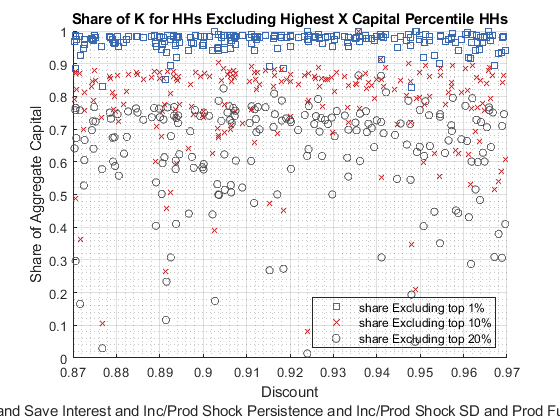 Share of K for HHs Excluding Highest X Capital Percentile HHs
1
0.9
0.8
0.7
0.6
0.5
0.4
0.3
0.2
0.1
0
Share of Aggregate Capital
share Excluding top 1%
share Excluding top 10%
share Excluding top 20%
0.87 0.88 0.89 0.9 0.91 0.92 0.93 0.94 0.95 0.96 0.97
Discount
and Save Interest and Inc/Prod Shock Persistence and Inc/Prod Shock SD and Prod Fu